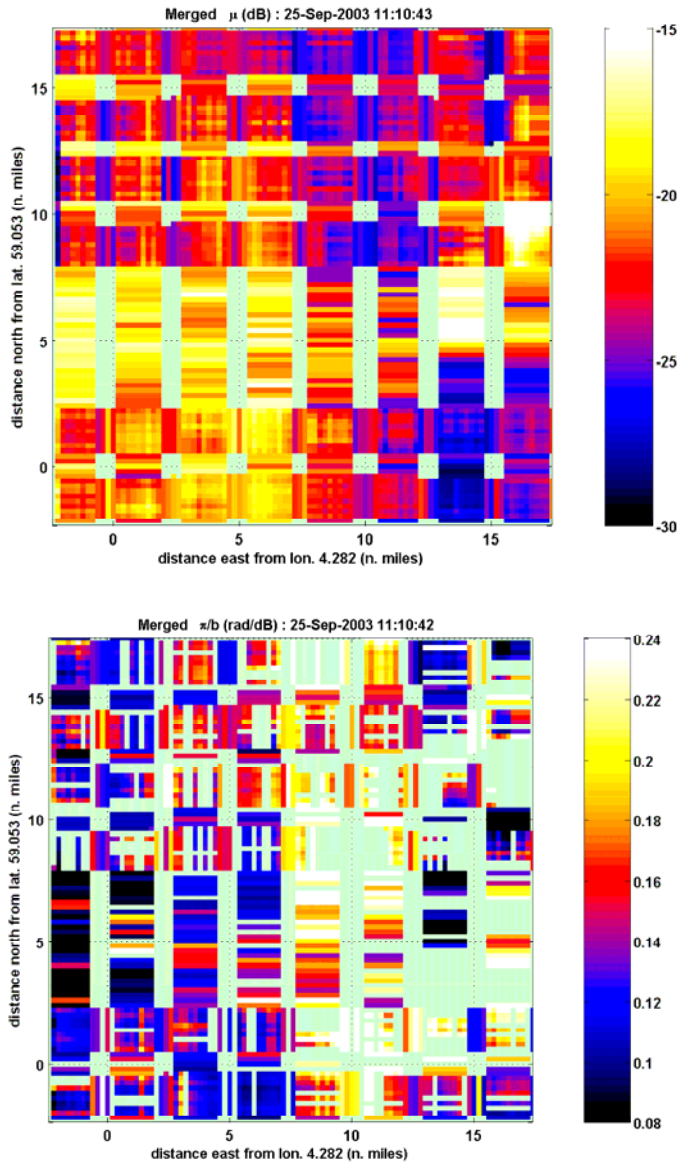 Merged μ (dB) : 25-Sep-2003 11:10:43
distance north from lat. 59.053 (n. miles)
15
10
5
0
0 5 10 15
distance east from lon. 4.282 (n. miles)
-15
-20
-25
-30
Merged π/b (rad/dB) : 25-Sep-2003 11:10:42
distance north from lat. 59.053 (n. miles)
15
10
5
0
0 5 10 15
distance east from lon. 4.282 (n. miles)
0.24
0.22
0.2
0.18
0.16
0.14
0.12
0.1
0.08